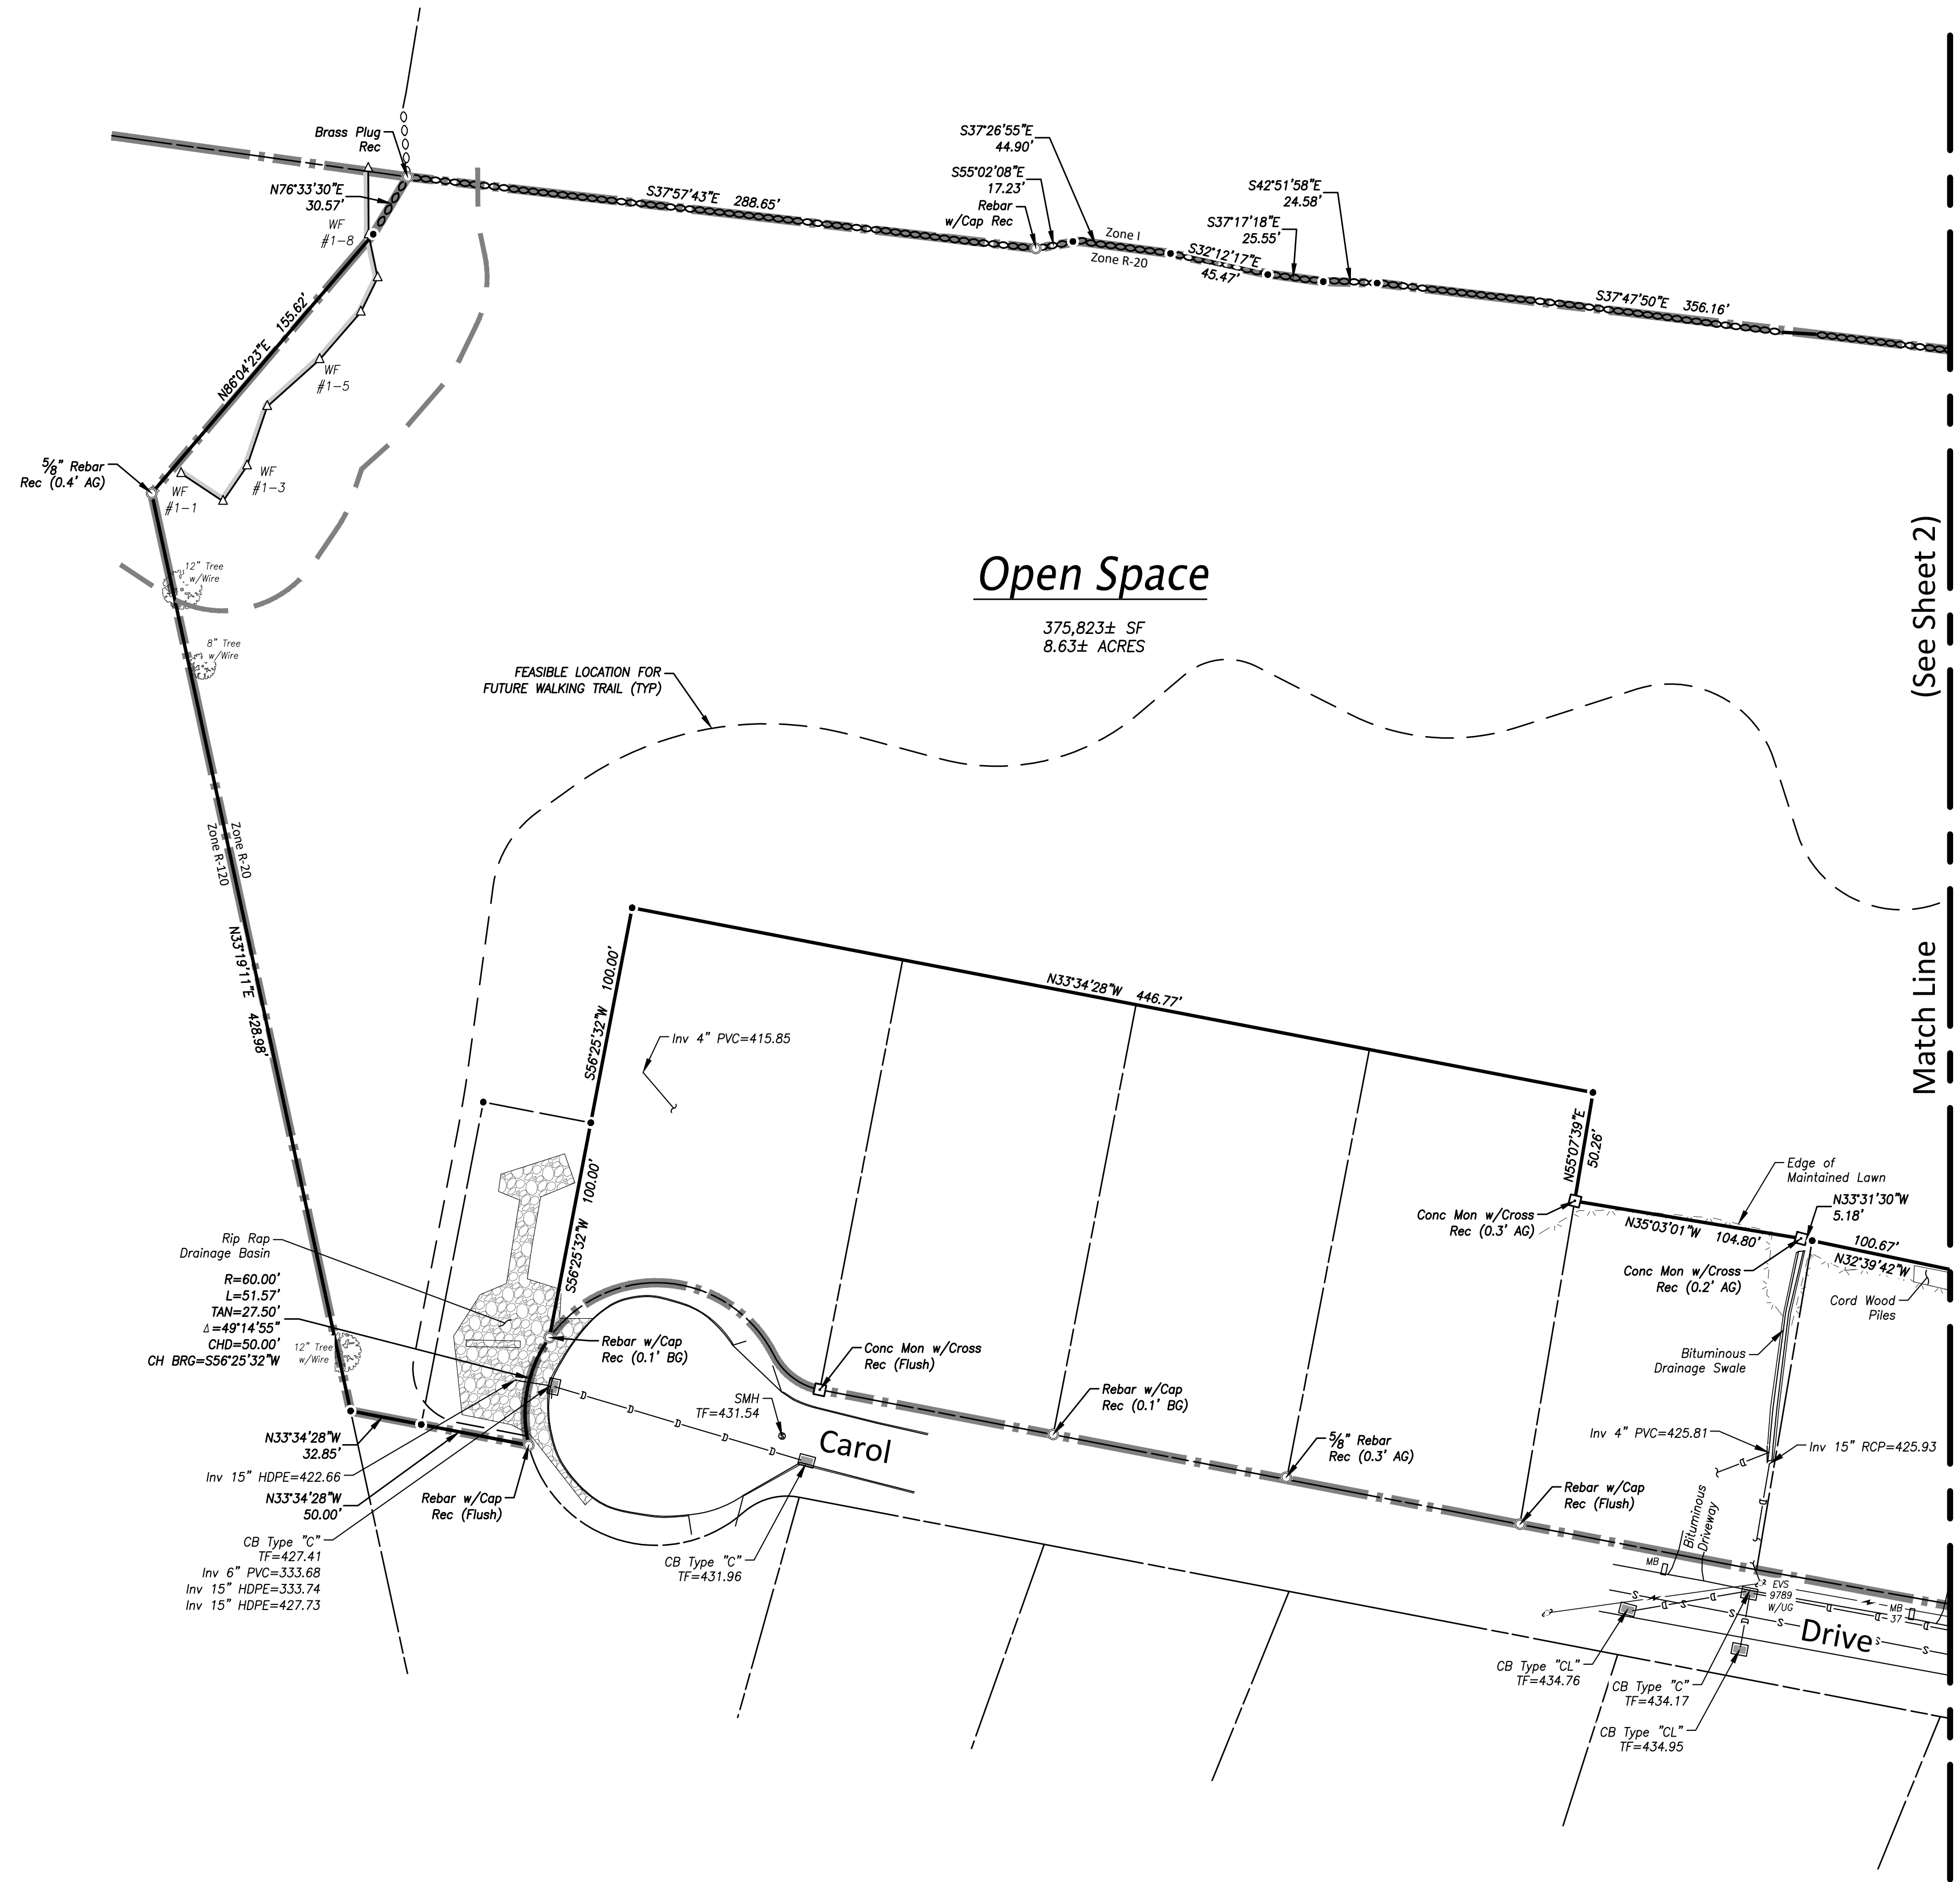 Brass Plug
Rec
N76°33'30"E
30.57'
WF
#1-8
S37°57'43"E 288.65'
S37°26'55"E
44.90'
S55°02'08"E
17.23'
Rebar
w/Cap Rec
Zone I
Zone R-20
S32°12'17"E
45.47'
S42°51'58"E
24.58'
S37°17'18"E
25.55'
S37°47'50"E 356.16'
N86°04'23"E 155.62'
WF
#1-5
WF
#1-3
WF
#1-1
5/8" Rebar
Rec (0.4' AG)
12" Tree
w/Wire
8" Tree
w/Wire
Open Space
375,823± SF
8.63± ACRES
(See Sheet 2)
Match Line
FEASIBLE LOCATION FOR
FUTURE WALKING TRAIL (TYP)
Zone R-20
Zone R-120
N33°19'11"E 428.98'
S56°25'32"W 100.00'
Inv 4" PVC=415.85
N33°34'28"W 446.77'
N55°07'39"E
50.26'
Edge of
Maintained Lawn
N33°31'30"W
5.18'
Conc Mon w/Cross
Rec (0.3' AG)
N35°03'01"W 104.80'
100.67'
N32°39'42"W
Conc Mon w/Cross
Rec (0.2' AG)
Cord Wood
Piles
Bituminous
Drainage Swale
S56°25'32"W 100.00'
Rip Rap
Drainage Basin
R=60.00'
L=51.57'
TAN=27.50'
Δ=49°14'55"
CHD=50.00'
CH BRG=S56°25'32"W
12" Tree
w/Wire
Rebar w/Cap
Rec (0.1' BG)
Conc Mon w/Cross
Rec (Flush)
SMH
TF=431.54
Carol
Rebar w/Cap
Rec (0.1' BG)
5/8" Rebar
Rec (0.3' AG)
Rebar w/Cap
Rec (Flush)
Inv 4" PVC=425.81
Inv 15" RCP=425.93
N33°34'28"W
32.85'
Inv 15" HDPE=422.66
N33°34'28"W
50.00'
Rebar w/Cap
Rec (Flush)
CB Type "C"
TF=427.41
Inv 6" PVC=333.68
Inv 15" HDPE=333.74
Inv 15" HDPE=427.73
CB Type "C"
TF=431.96
D D D D D
Bituminous
Driveway
MB
EVS
9789
W/UG
MB
37
Drive
CB Type "CL"
TF=434.76
CB Type "C"
TF=434.17
CB Type "CL"
TF=434.95